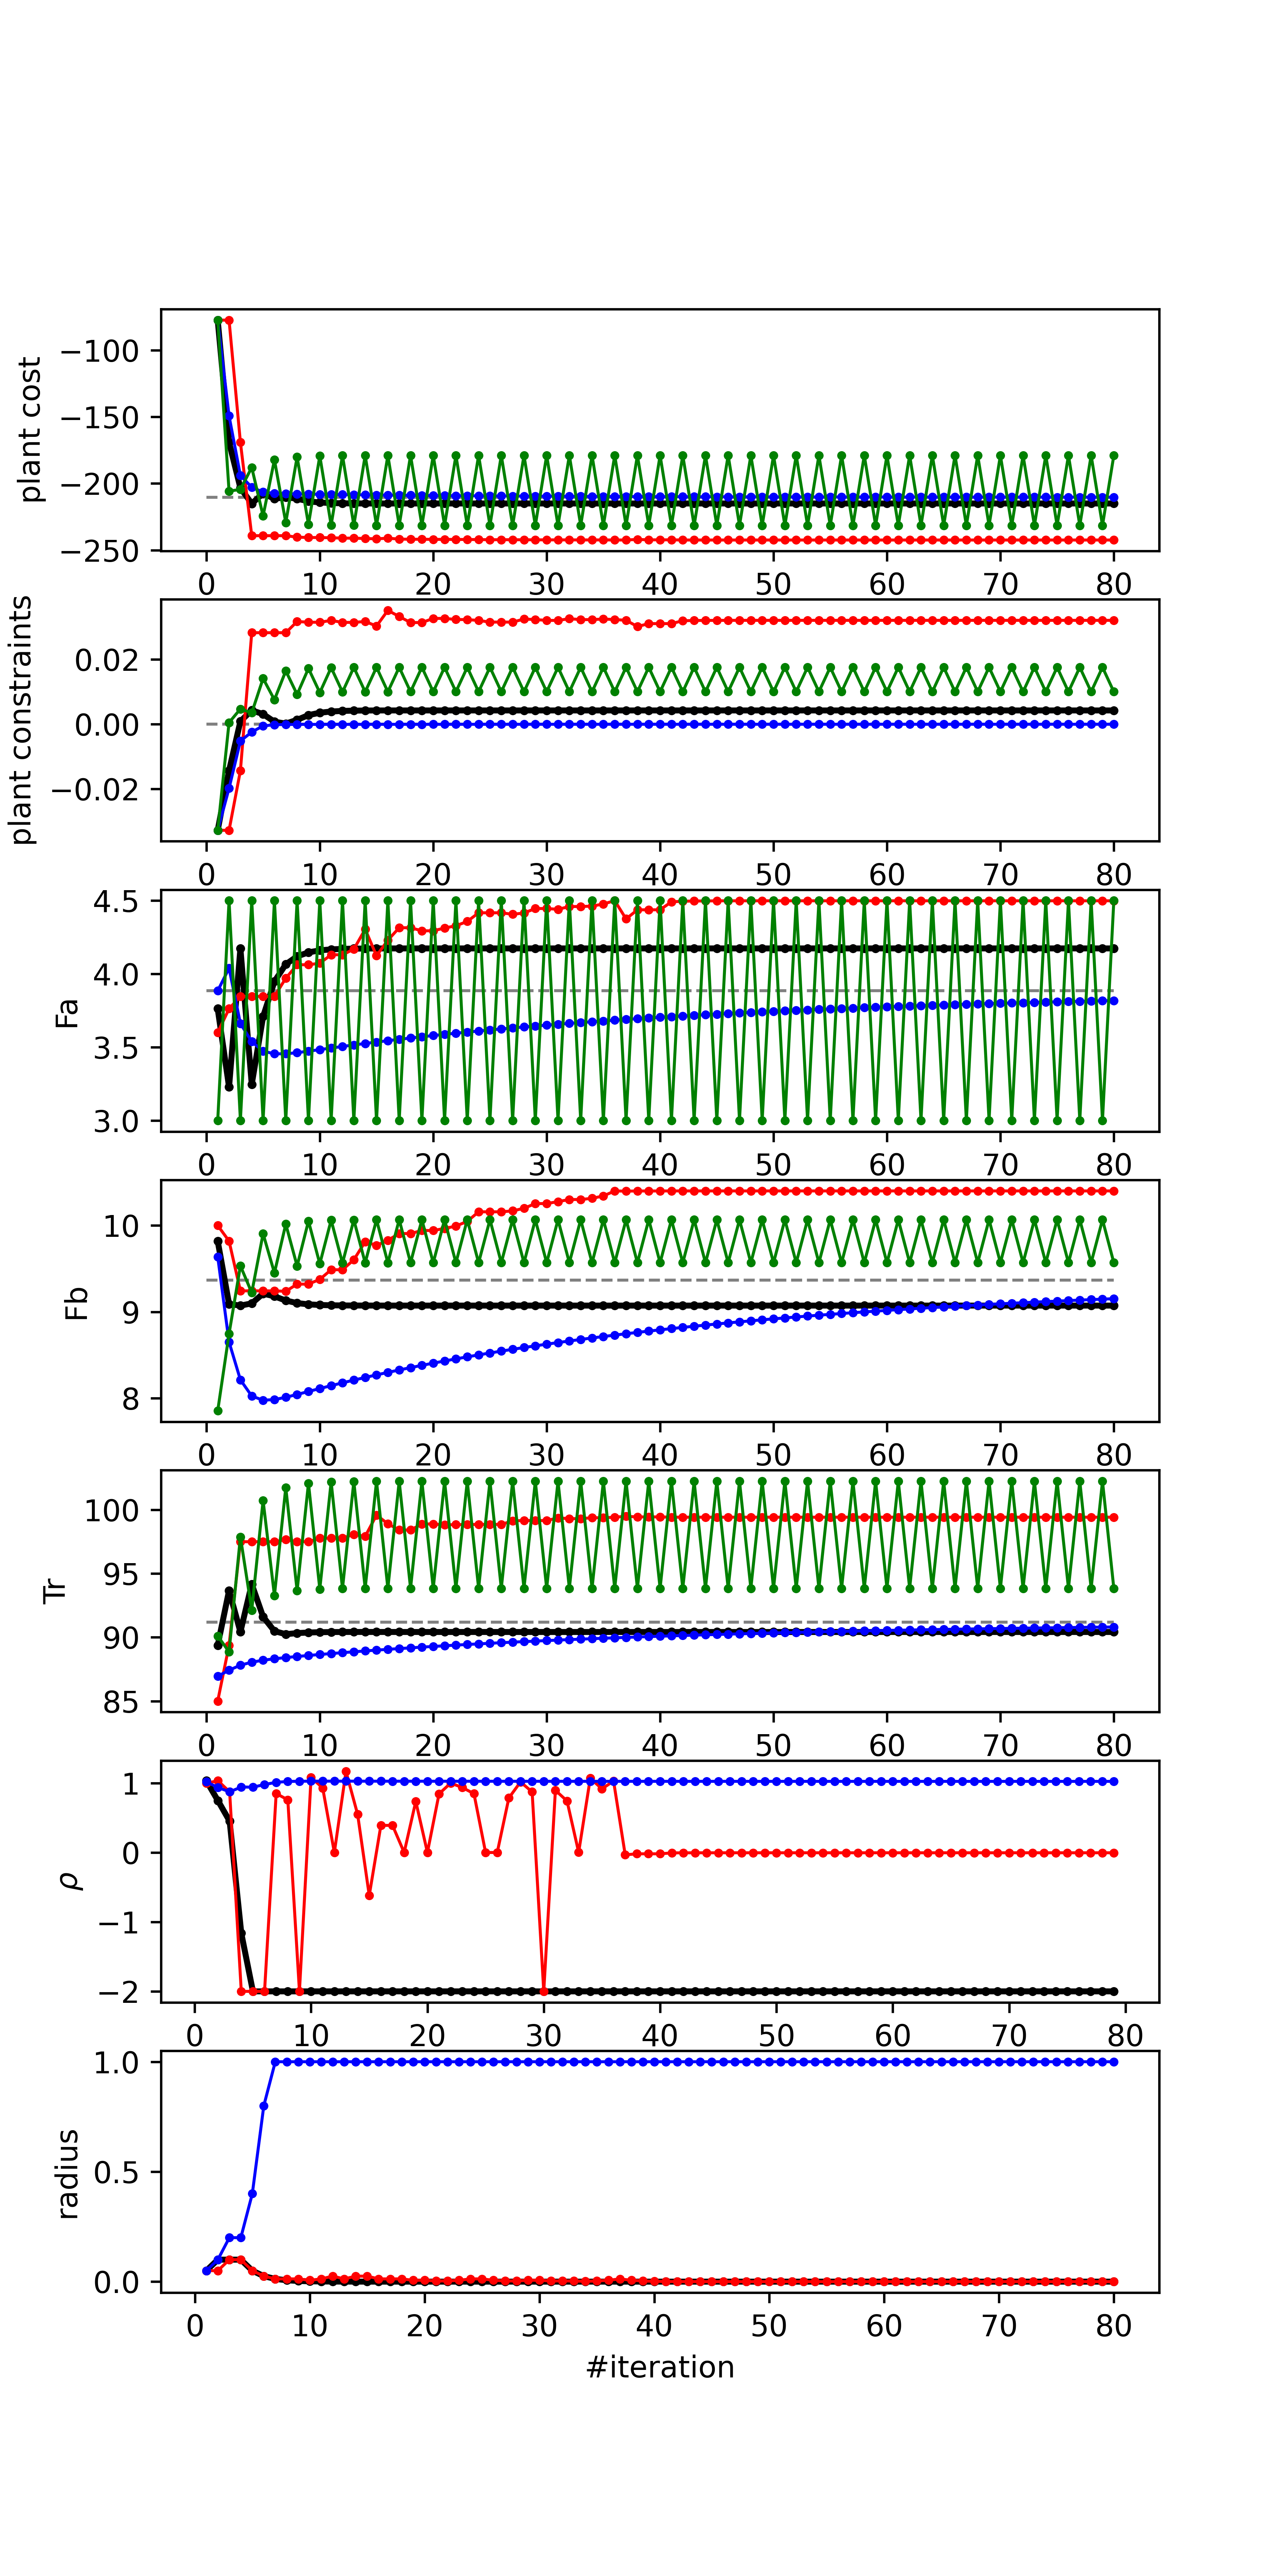 plant cost
−100
−150
−200
−250
0 10 20 30 40 50 60 70 80
plant constraints
0.02
0.00
−0.02
0 10 20 30 40 50 60 70 80
Fa
4.5
4.0
3.5
3.0
0 10 20 30 40 50 60 70 80
Fb
10
9
8
0 10 20 30 40 50 60 70 80
Tr
100
95
90
85
0 10 20 30 40 50 60 70 80
ρ
1
0
−1
−2
0 10 20 30 40 50 60 70 80
radius
1.0
0.5
0.0
0 10 20 30 40 50 60 70 80
#iteration